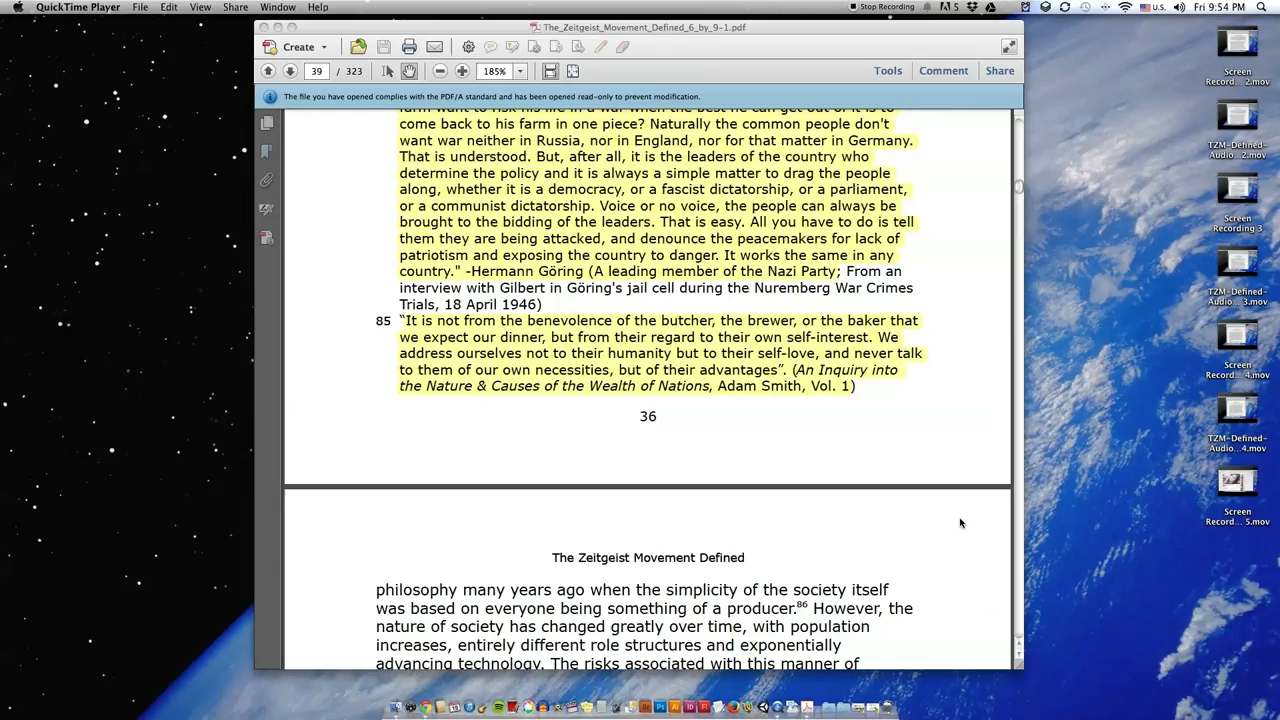 QuickTime Player File Edit View Share Window Help Stop Recording 5 U.S. Fri 9:54 PM
The_Zeitgeist_Movement_Defined_6_by_9-1.pdf
Create
39 / 323 185% Tools Comment Share
The file you have opened complies with the PDF/A standard and has been opened read-only to prevent modification.
come back to his farm in one piece? Naturally the common people don't
want war neither in Russia, nor in England, nor for that matter in Germany.
That is understood. But, after all, it is the leaders of the country who
determine the policy and it is always a simple matter to drag the people
along, whether it is a democracy, or a fascist dictatorship, or a parliament,
or a communist dictatorship. Voice or no voice, the people can always be
brought to the bidding of the leaders. That is easy. All you have to do is tell
them they are being attacked, and denounce the peacemakers for lack of
patriotism and exposing the country to danger. It works the same in any
country." -Hermann Göring (A leading member of the Nazi Party; From an
interview with Gilbert in Göring's jail cell during the Nuremberg War Crimes
Trials, 18 April 1946)
85 “It is not from the benevolence of the butcher, the brewer, or the baker that
we expect our dinner, but from their regard to their own self-interest. We
address ourselves not to their humanity but to their self-love, and never talk
to them of our own necessities, but of their advantages”. (An Inquiry into
the Nature & Causes of the Wealth of Nations, Adam Smith, Vol. 1)
36
The Zeitgeist Movement Defined
philosophy many years ago when the simplicity of the society itself
was based on everyone being something of a producer.86 However, the
nature of society has changed greatly over time, with population
increases, entirely different role structures and exponentially
advancing technology. The risks associated with this manner of
Screen
Record... 2.mov
TZM-Defined-
Audio...2.mov
Screen
Recording 3
TZM-Defined-
Audio...3.mov
Screen
Record... 4.mov
TZM-Defined-
Audio...4.mov
Screen
Record... 5.mov